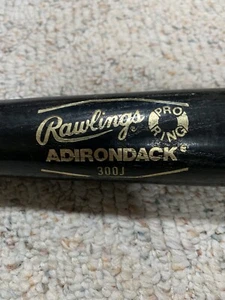 Rawlings
PRO RING
ADIRONDACK
300J